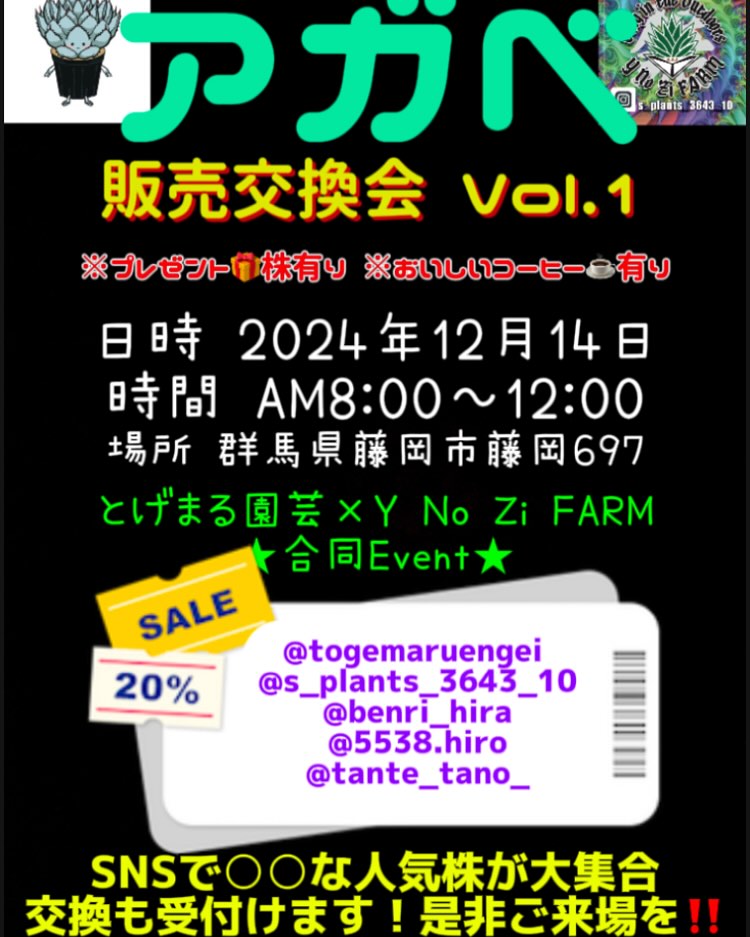 アガベ
Y No Zi FARM
s_plants_3643_10
販売交換会 Vol.1
※プレゼント🎁株有り ※おいしいコーヒー☕有り
日時 2024年12月14日
時間 AM8:00〜12:00
場所 群馬県藤岡市藤岡697
とげまる園芸×Y No Zi FARM
★合同Event★
SALE
20%
@togemaruengei
@s_plants_3643_10
@benri_hira
@5538.hiro
@tante_tano_
SNSで○○な人気株が大集合
交換も受付けます！是非ご来場を‼️